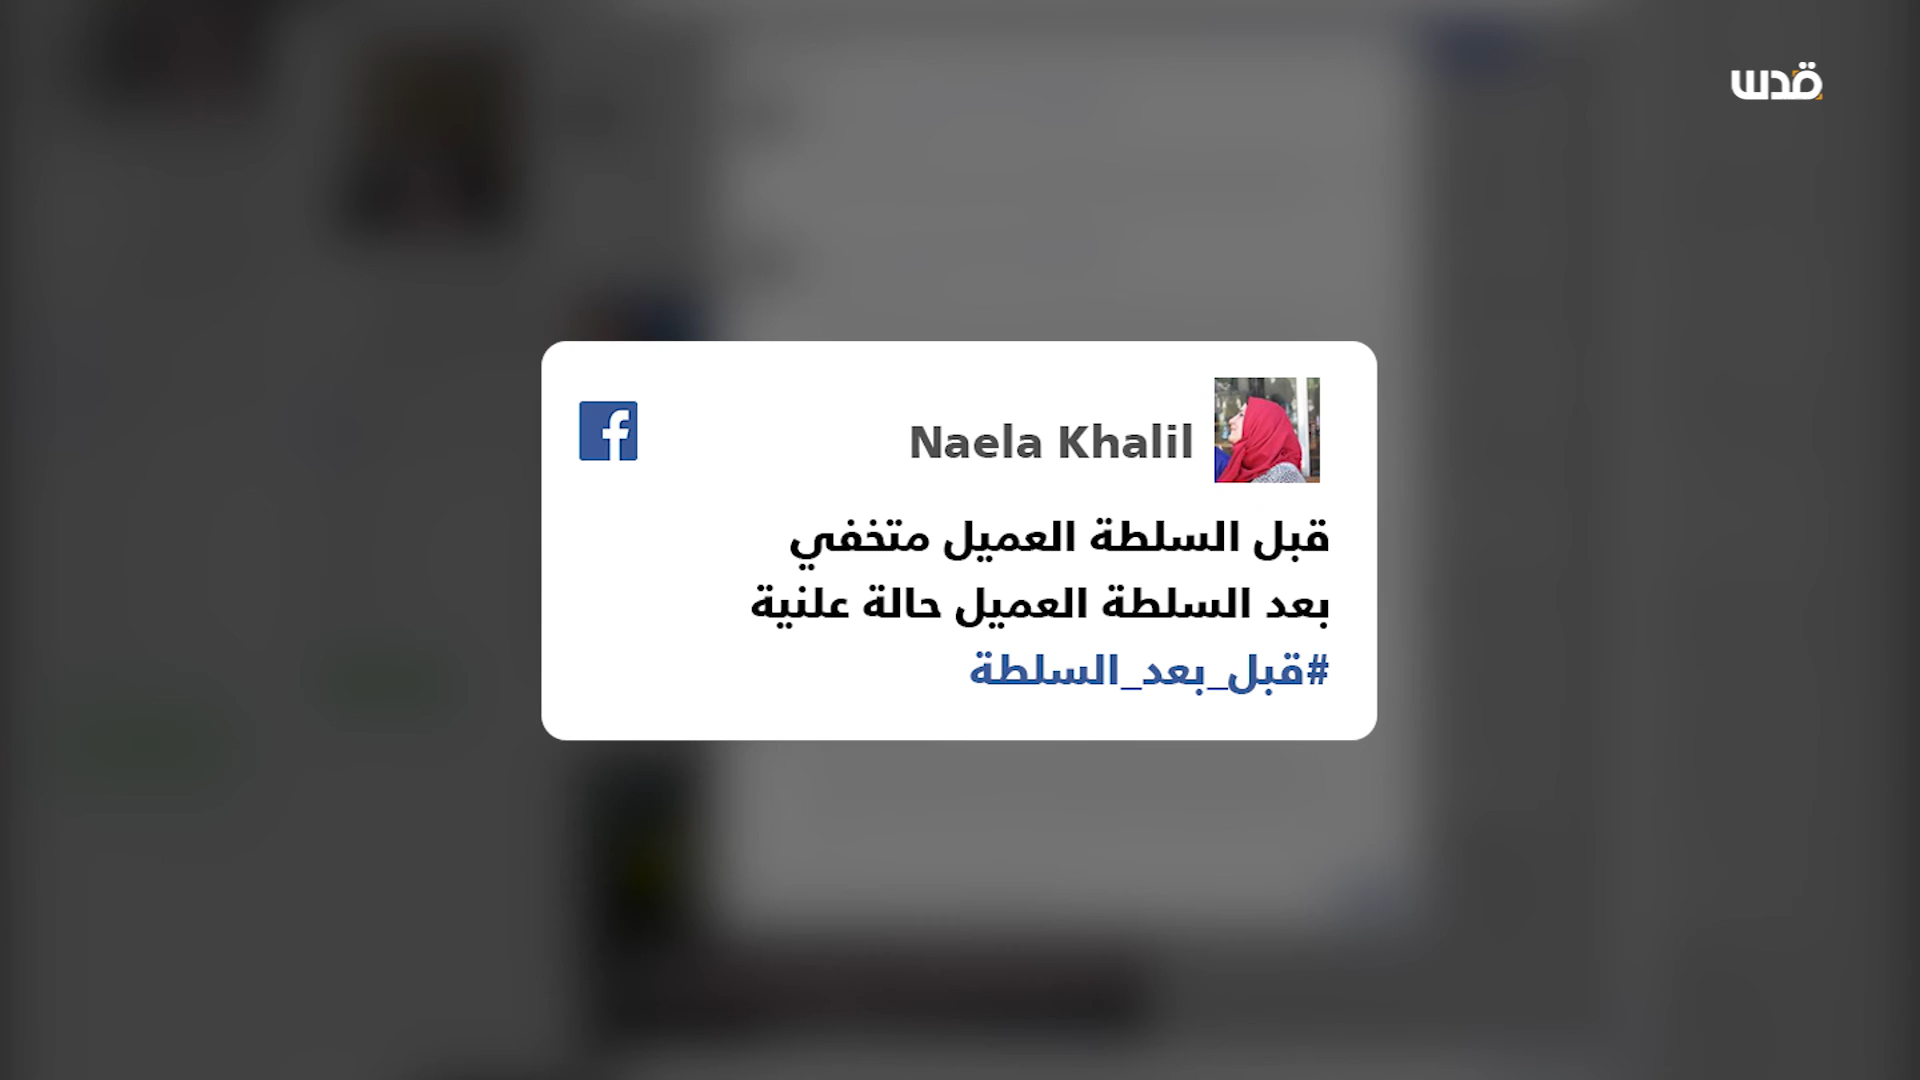 قدس
Naela Khalil
قبل السلطة العميل متخفي
بعد السلطة العميل حالة علنية
#قبل_بعد_السلطة